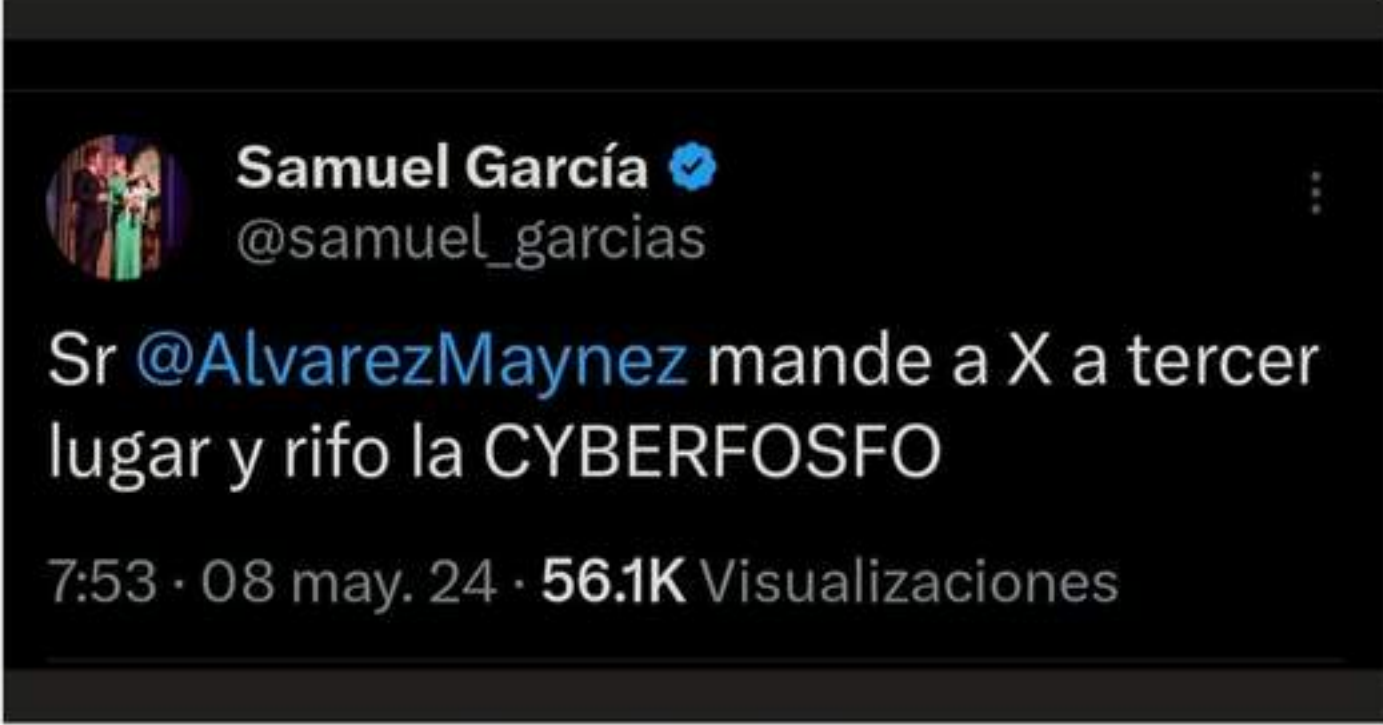 Samuel García
@samuel_garcias
Sr @AlvarezMaynez mande a X a tercer
lugar y rifo la CYBERFOSFO
7:53 · 08 may. 24 · 56.1K Visualizaciones